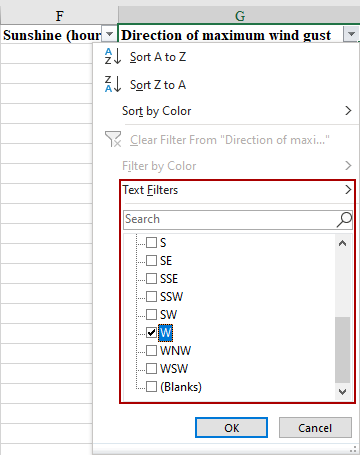 F G
Sunshine (hour Direction of maximum wind gust
A Z Sort A to Z
Z A Sort Z to A
Sort by Color
Clear Filter From "Direction of maxi..."
Filter by Color
Text Filters
Search
S
SE
SSE
SSW
SW
W
WNW
WSW
(Blanks)
OK Cancel